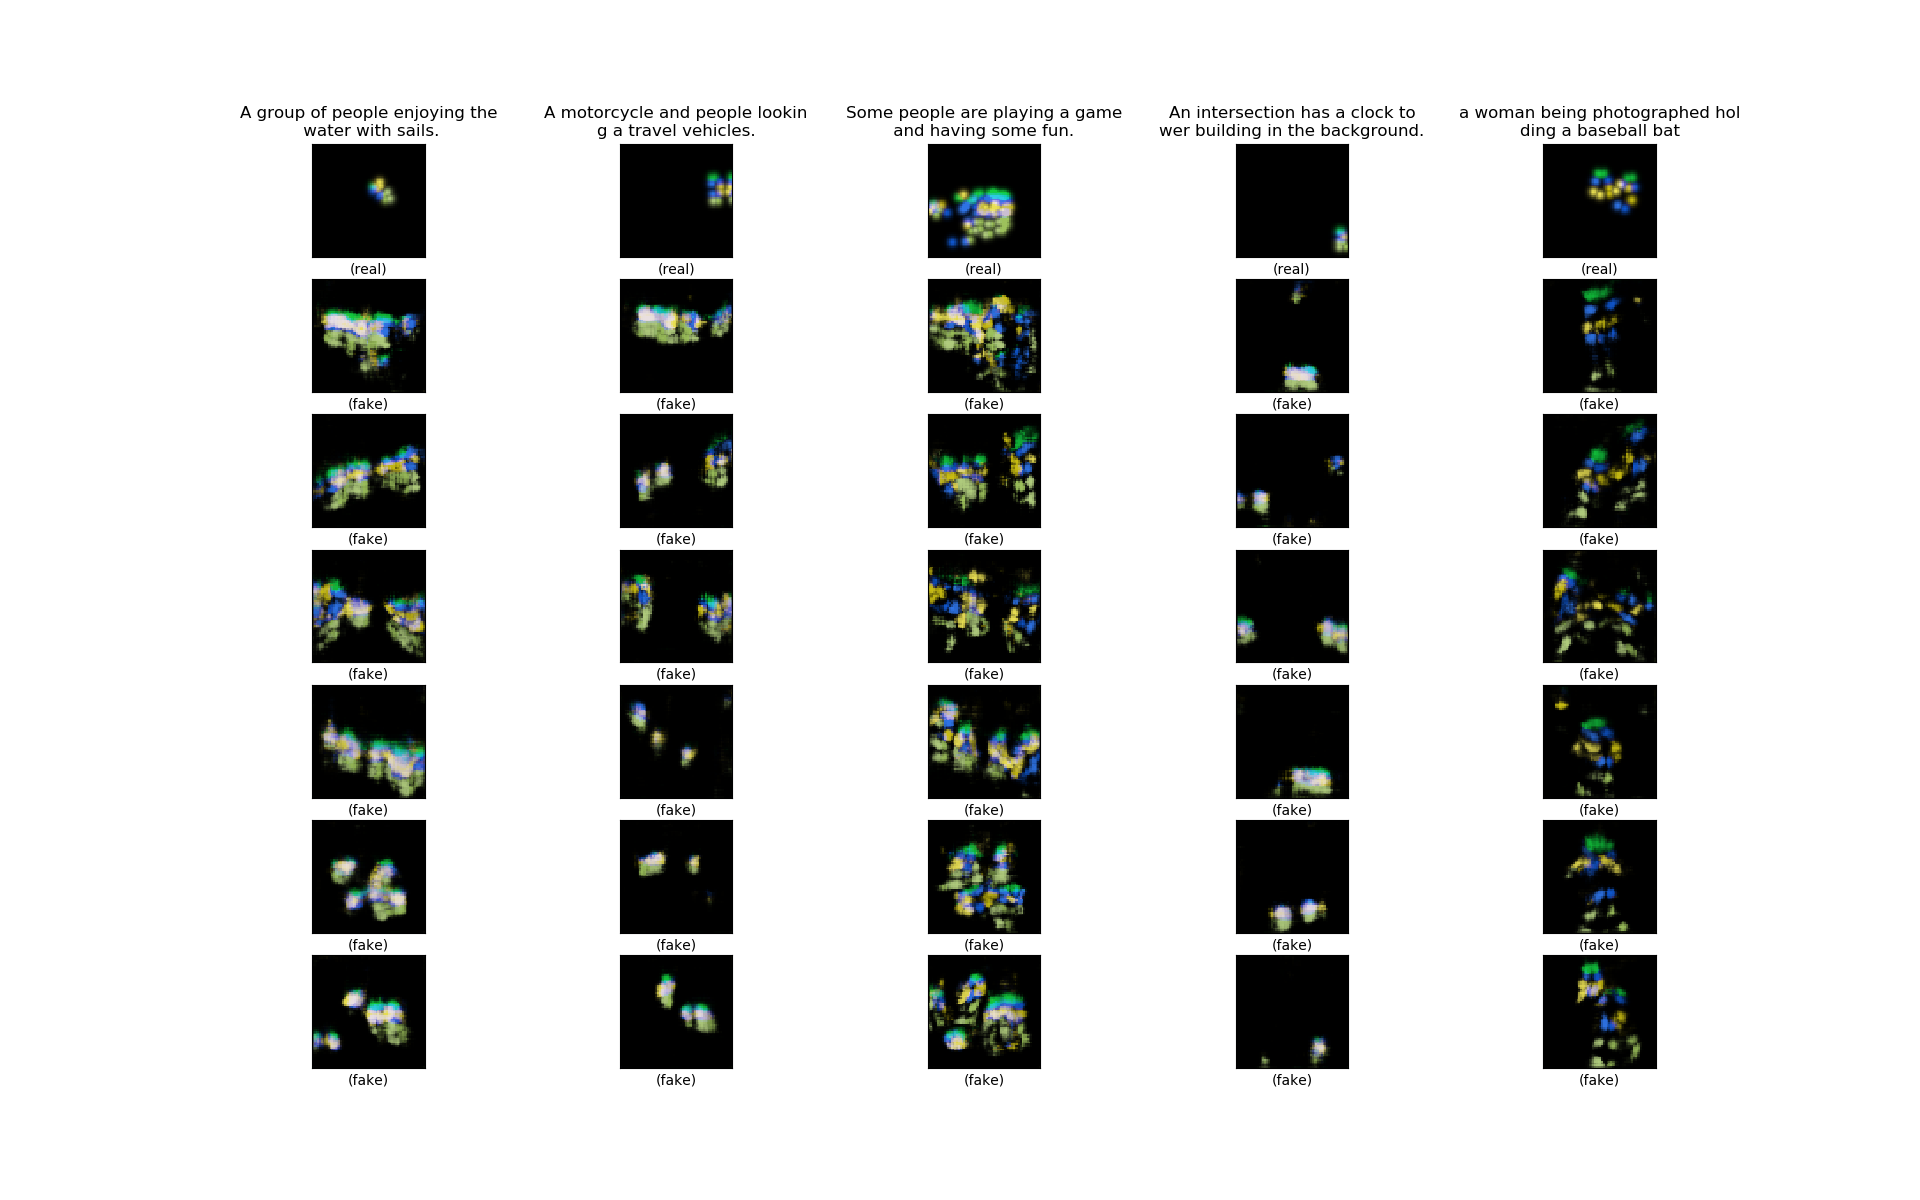 A group of people enjoying the
water with sails.
A motorcycle and people lookin
g a travel vehicles.
Some people are playing a game
and having some fun.
An intersection has a clock to
wer building in the background.
a woman being photographed hol
ding a baseball bat
(real) (real) (real) (real) (real)
(fake) (fake) (fake) (fake) (fake)
(fake) (fake) (fake) (fake) (fake)
(fake) (fake) (fake) (fake) (fake)
(fake) (fake) (fake) (fake) (fake)
(fake) (fake) (fake) (fake) (fake)
(fake) (fake) (fake) (fake) (fake)